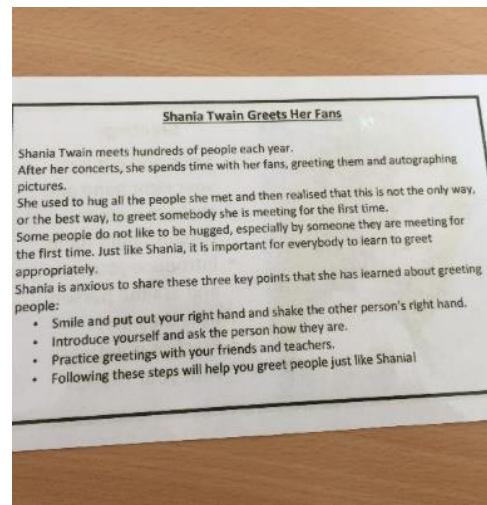 Shania Twain Greets Her Fans
Shania Twain meets hundreds of people each year.
After her concerts, she spends time with her fans, greeting them and autographing
pictures.
She used to hug all the people she met and then realised that this is not the only way,
or the best way, to greet somebody she is meeting for the first time.
Some people do not like to be hugged, especially by someone they are meeting for
the first time. Just like Shania, it is important for everybody to learn to greet
appropriately.
Shania is anxious to share these three key points that she has learned about greeting
people:
• Smile and put out your right hand and shake the other person's right hand.
• Introduce yourself and ask the person how they are.
• Practice greetings with your friends and teachers.
• Following these steps will help you greet people just like Shania!